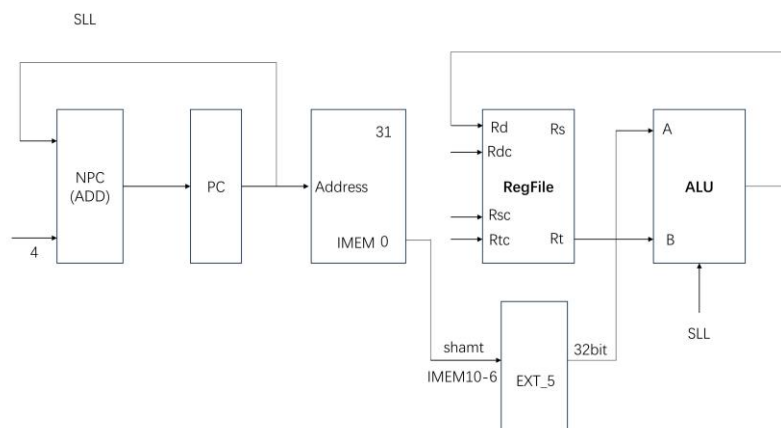 SLL
NPC
(ADD)
4
PC
31
Address
IMEM 0
Rd
Rs
Rdc
RegFile
Rsc
Rtc
Rt
A
ALU
B
SLL
shamt
IMEM10-6
EXT_5
32bit